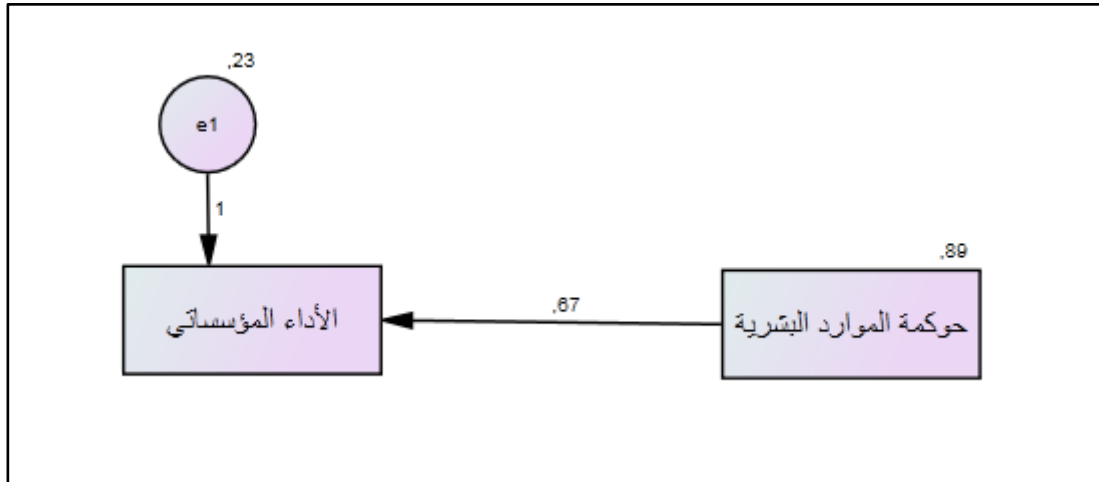 ,23
e1
1
,89
الأداء المؤسساتي
,67
حوكمة الموارد البشرية